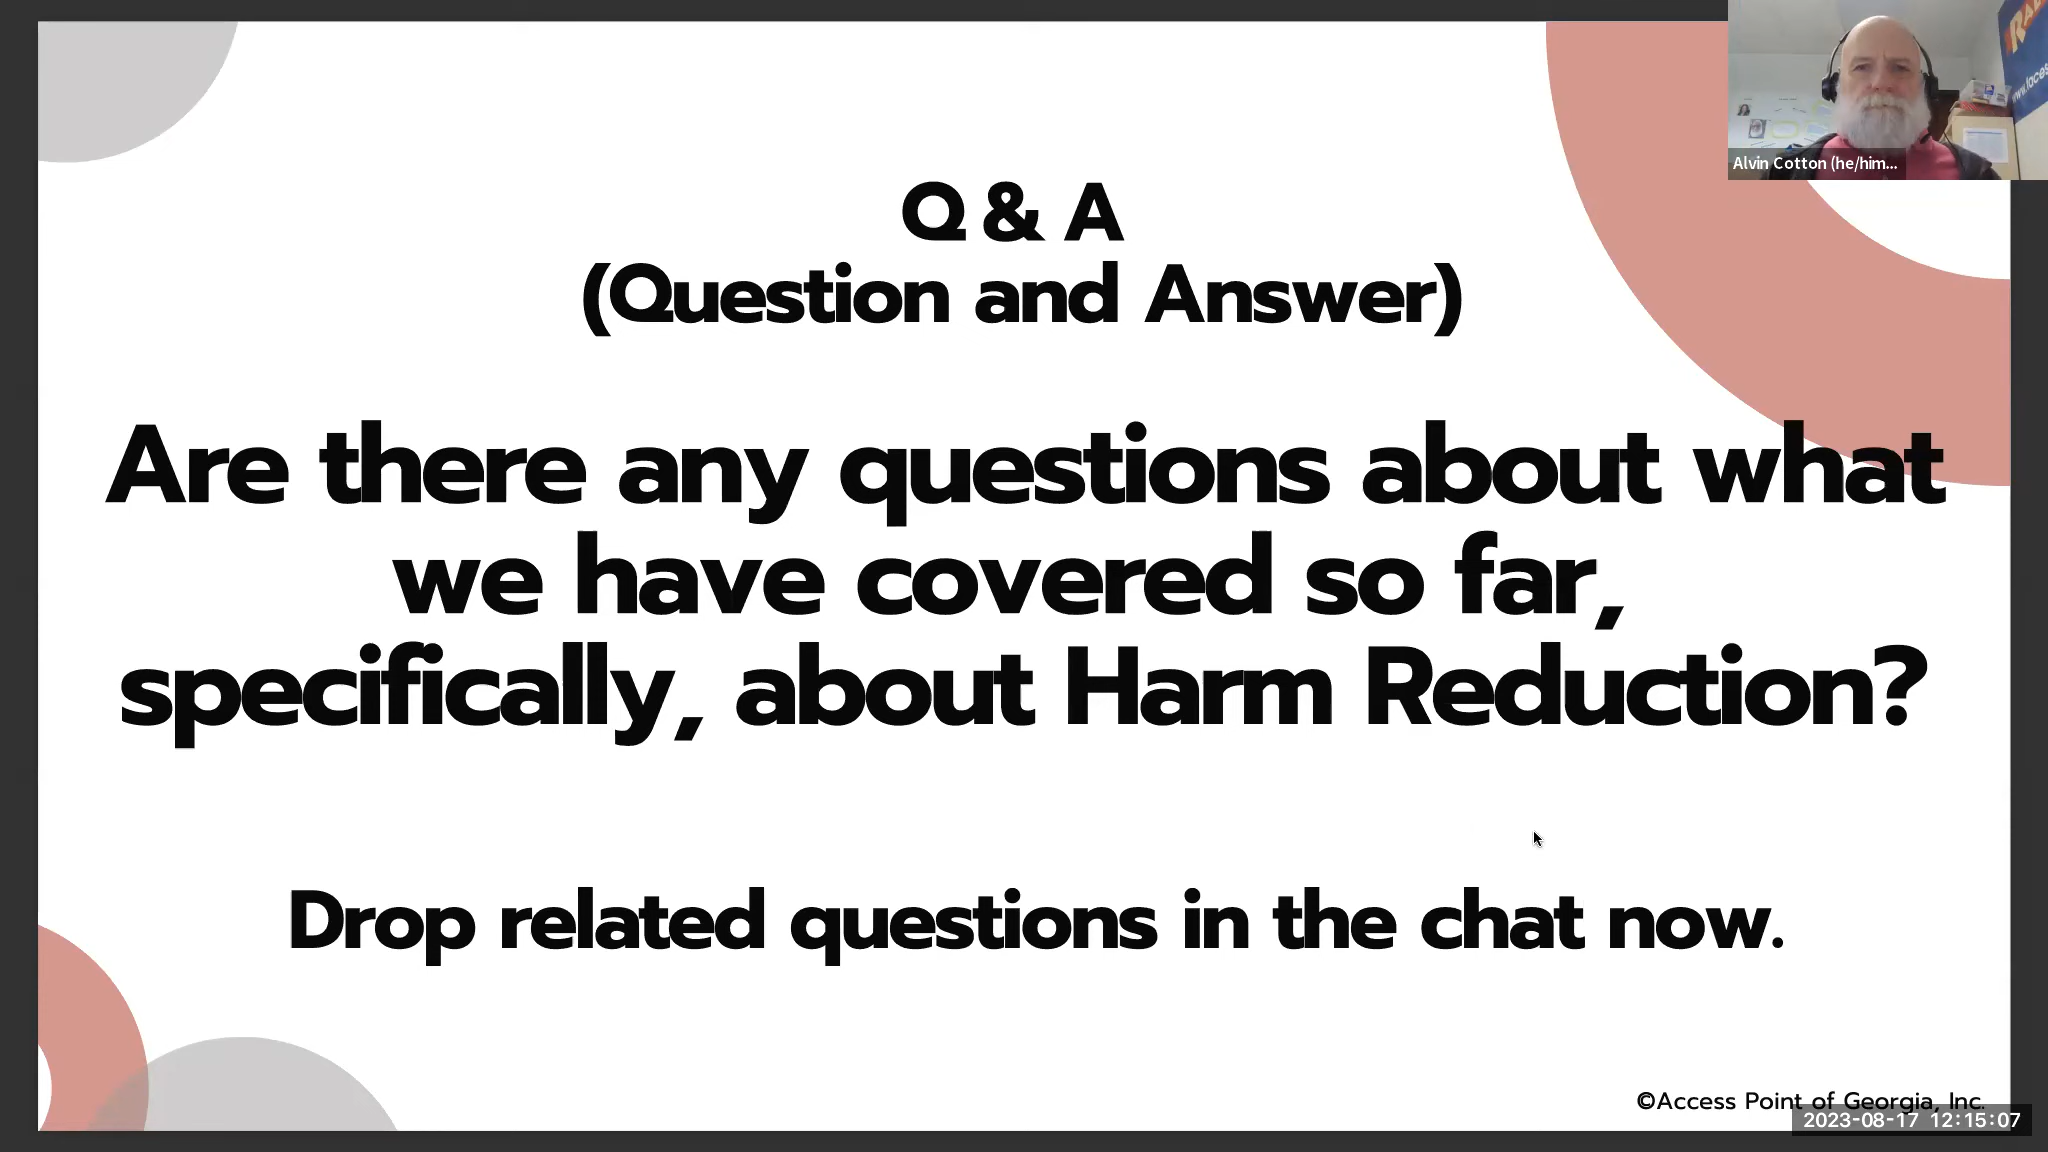 Alvin Cotton (he/him...
Q & A
(Question and Answer)
Are there any questions about what
we have covered so far,
specifically, about Harm Reduction?
Drop related questions in the chat now.
©Access Point of Georgia, Inc.
2023-08-17 12:15:07